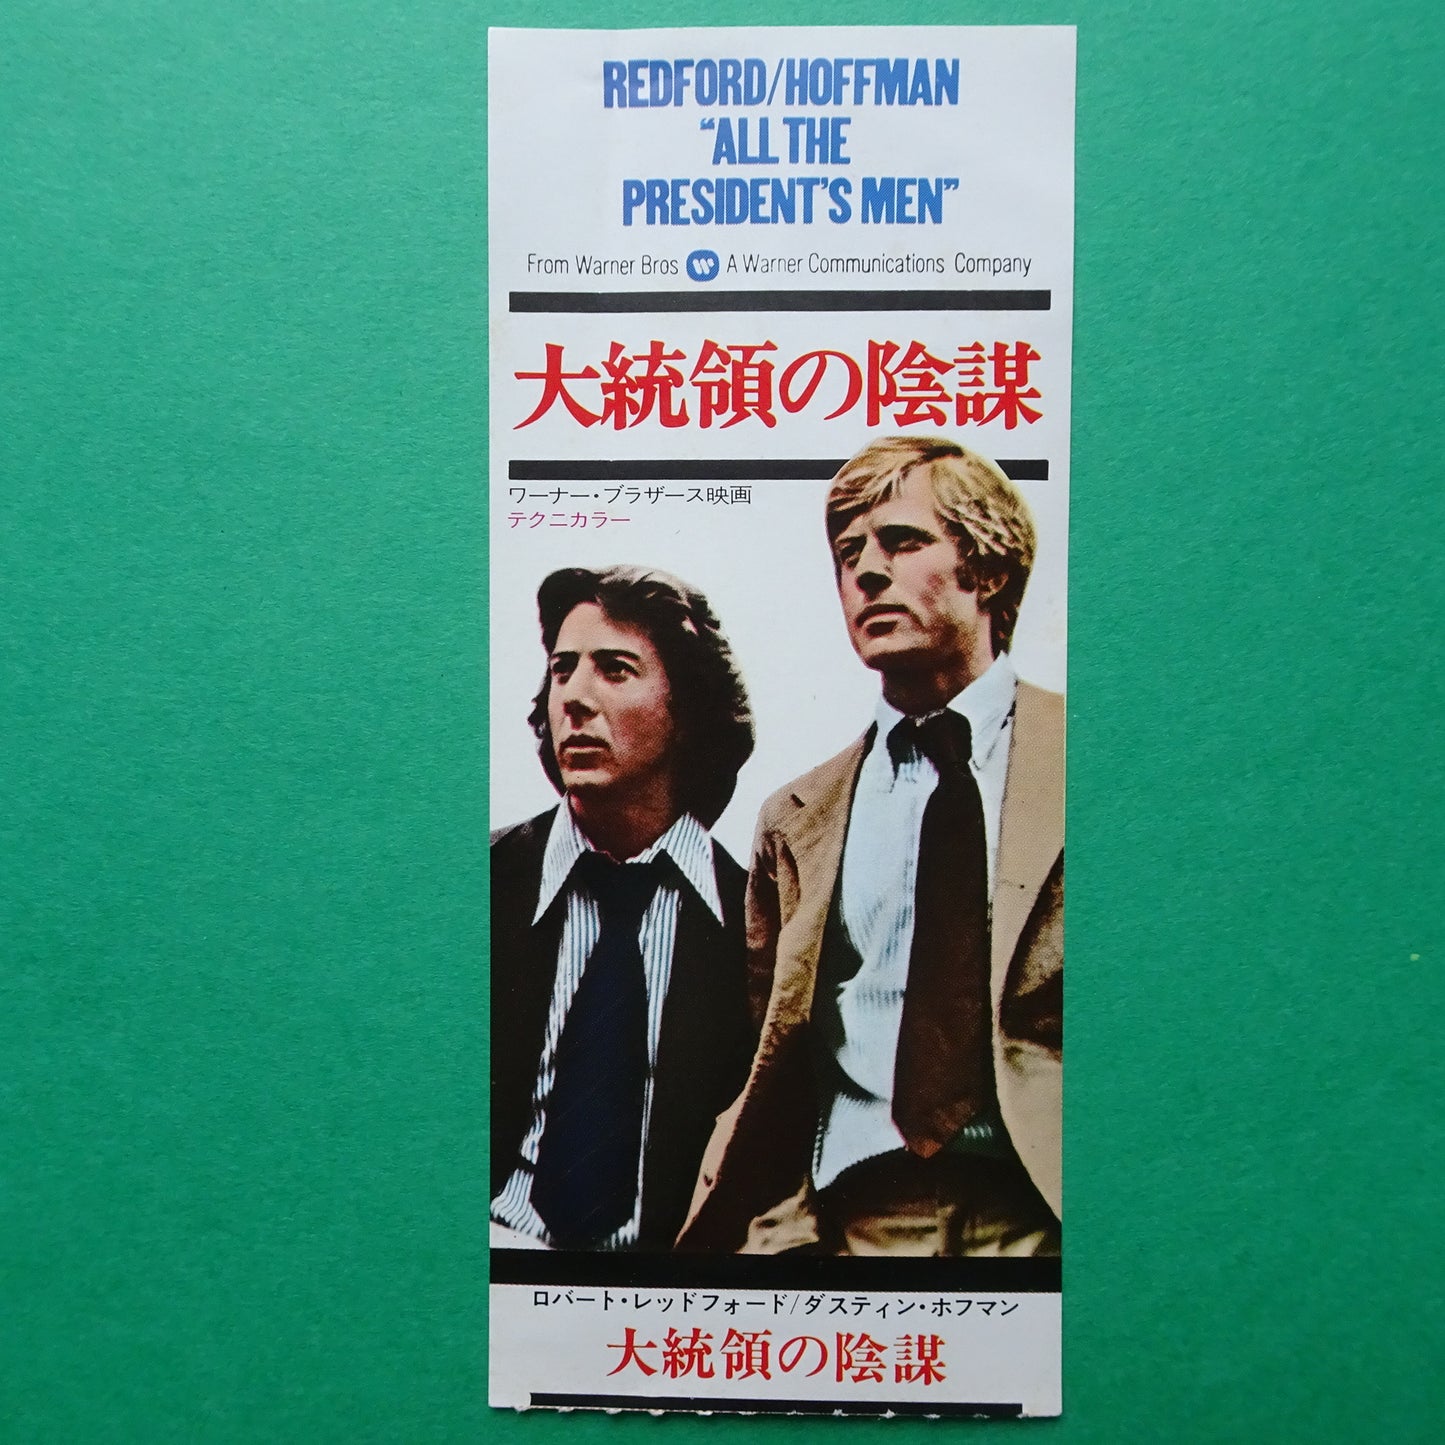 REDFORD/HOFFMAN
"ALL THE
PRESIDENT'S MEN"
From Warner Bros W A Warner Communications Company
大統領の陰謀
ワーナー・ブラザース映画
テクニカラー
ロバート・レッドフォード/ダスティン・ホフマン
大統領の陰謀